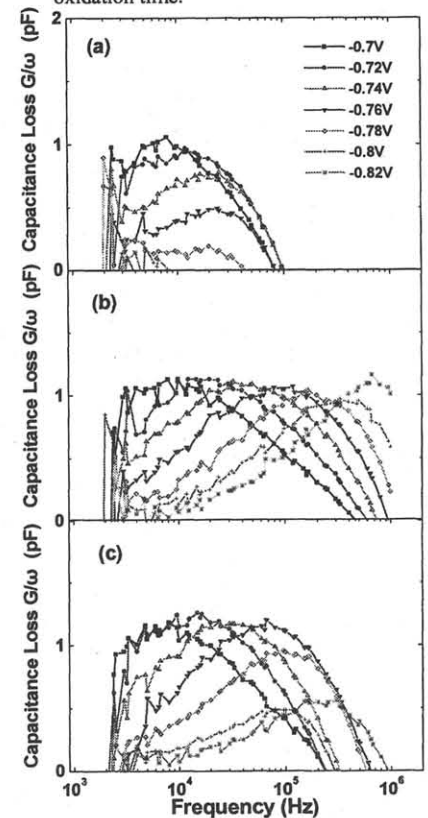 oxidation time.
2
(a)
Capacitance Loss G/ω (pF)
-0.7V
-0.72V
-0.74V
-0.76V
-0.78V
-0.8V
-0.82V
1
0
(b)
Capacitance Loss G/ω (pF)
1
0
(c)
Capacitance Loss G/ω (pF)
1
0
10³ 10⁴ 10⁵ 10⁶
Frequency (Hz)